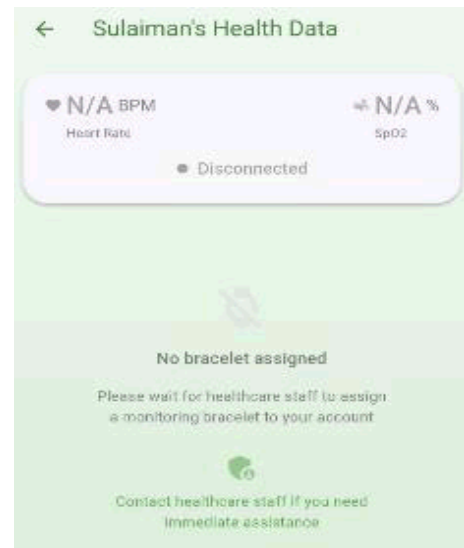 Sulaiman's Health Data
N/A BPM
Heart Rate
N/A %
SpO2
Disconnected
No bracelet assigned
Please wait for healthcare staff to assign
a monitoring bracelet to your account
Contact healthcare staff if you need
immediate assistance